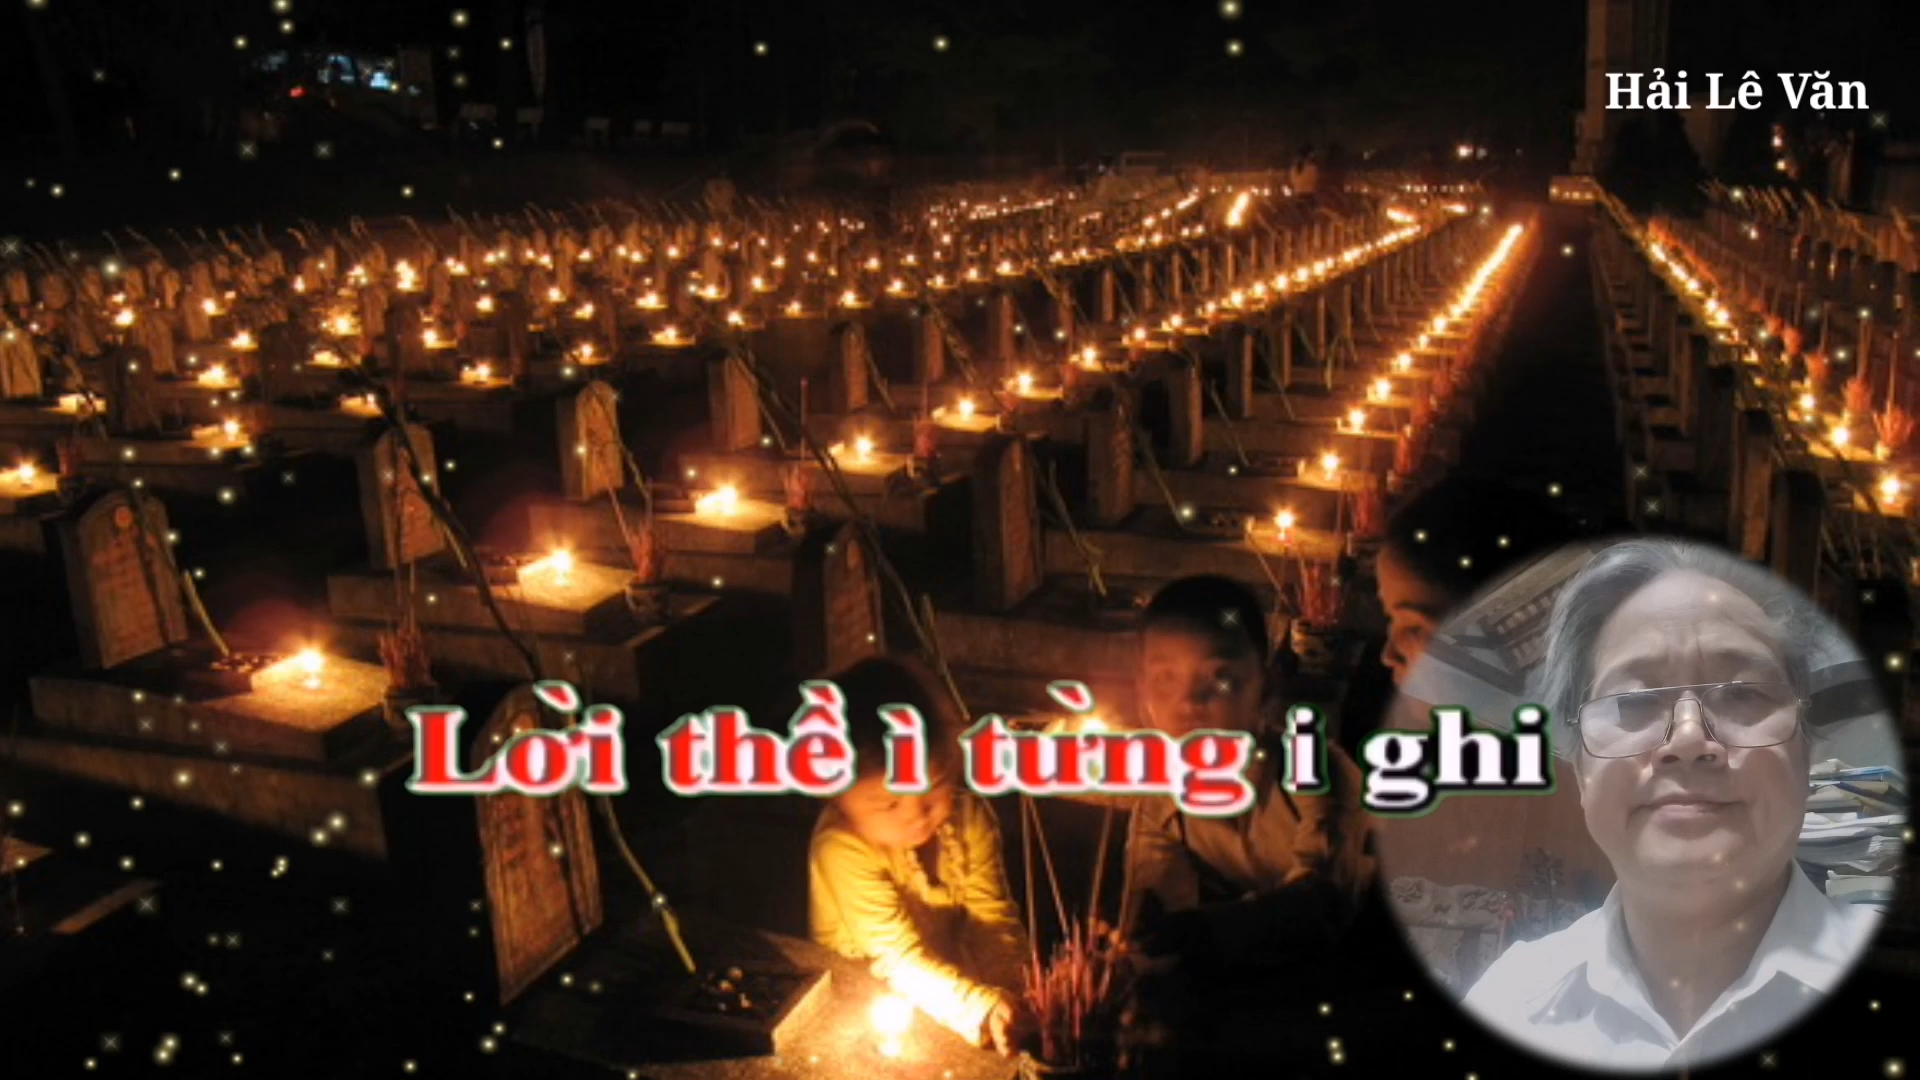 Hải Lê Văn
Lời thề ì từng i ghi